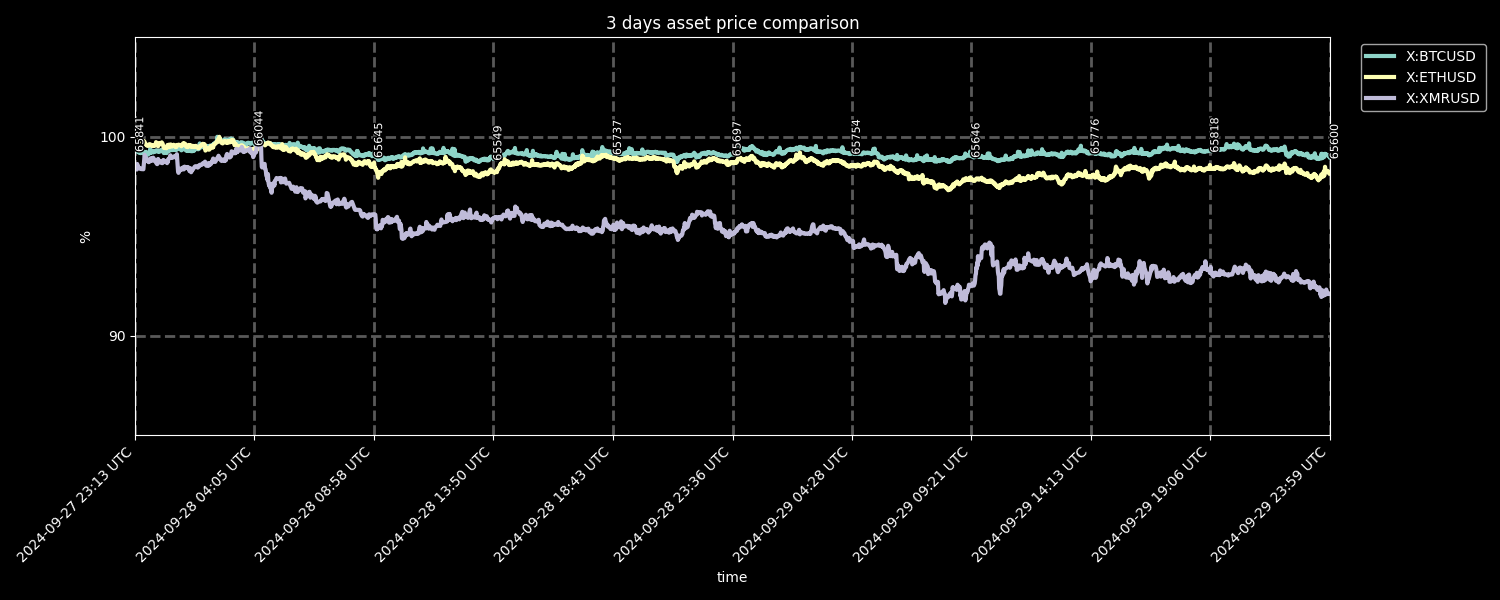 3 days asset price comparison
X:BTCUSD
X:ETHUSD
X:XMRUSD
100
90
%
65841
66044
65645
65549
65737
65697
65754
65646
65776
65818
65600
2024-09-27 23:13 UTC
2024-09-28 04:05 UTC
2024-09-28 08:58 UTC
2024-09-28 13:50 UTC
2024-09-28 18:43 UTC
2024-09-28 23:36 UTC
2024-09-29 04:28 UTC
2024-09-29 09:21 UTC
2024-09-29 14:13 UTC
2024-09-29 19:06 UTC
2024-09-29 23:59 UTC
time